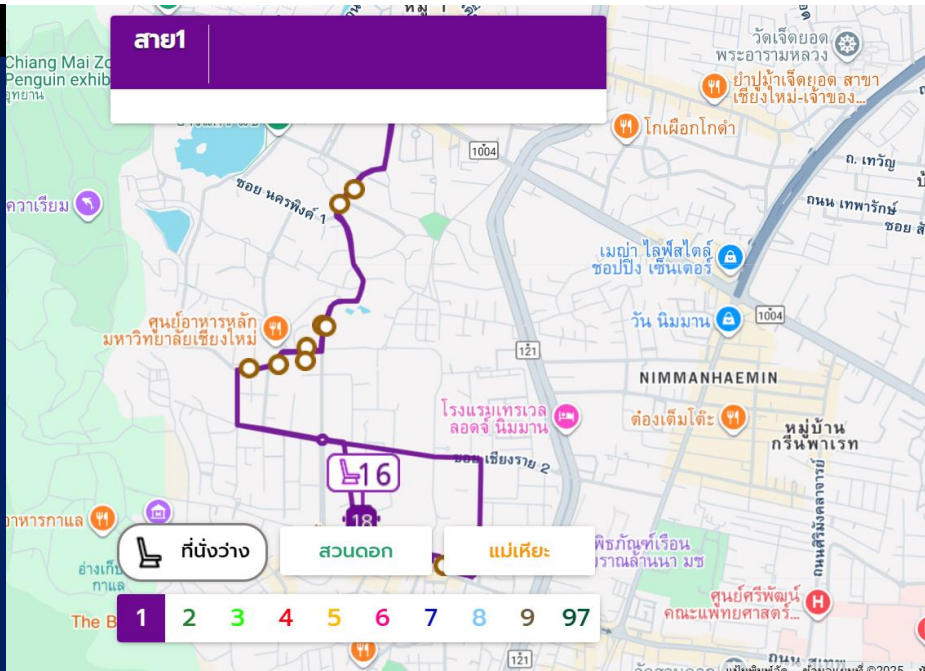 หมู่ 1
สาย1
Chiang Mai Zo
Penguin exhib
อุทยาน
วัดเจ็ดยอด
พระอารามหลวง
ยำปูม้าเจ็ดยอด สาขา
เชียงใหม่-เจ้าของ...
โกเผือกโกดำ
1004
ถ. เทวัญ
ซอย นครพิงค์ 1
ถนน เทพารักษ์
ซอย สั
ควาเรียม
เมญ่า ไลฟ์สไตล์
ช้อปปิ้ง เซ็นเตอร์
ศูนย์อาหารหลัก
มหาวิทยาลัยเชียงใหม่
วัน นิมมาน
1004
121
NIMMANHAEMIN
โรงแรมเทรเวล
ลอดจ์ นิมมาน
ต๋องเต็มโต๊ะ
หมู่บ้าน
กรีนพาเรท
ซอย เชียงราย 2
16
ถนนศิริมังคลาจารย์
18
าหารกาแล
ที่นั่งว่าง
สวนดอก
แม่เหียะ
พิธภัณฑ์เรือน
บราณล้านนา มช
อ่างเก็บ
กาแล
ศูนย์ศรีพัฒน์
คณะแพทยศาสตร์...
The B
1 2 3 4 5 6 7 8 9 97
121